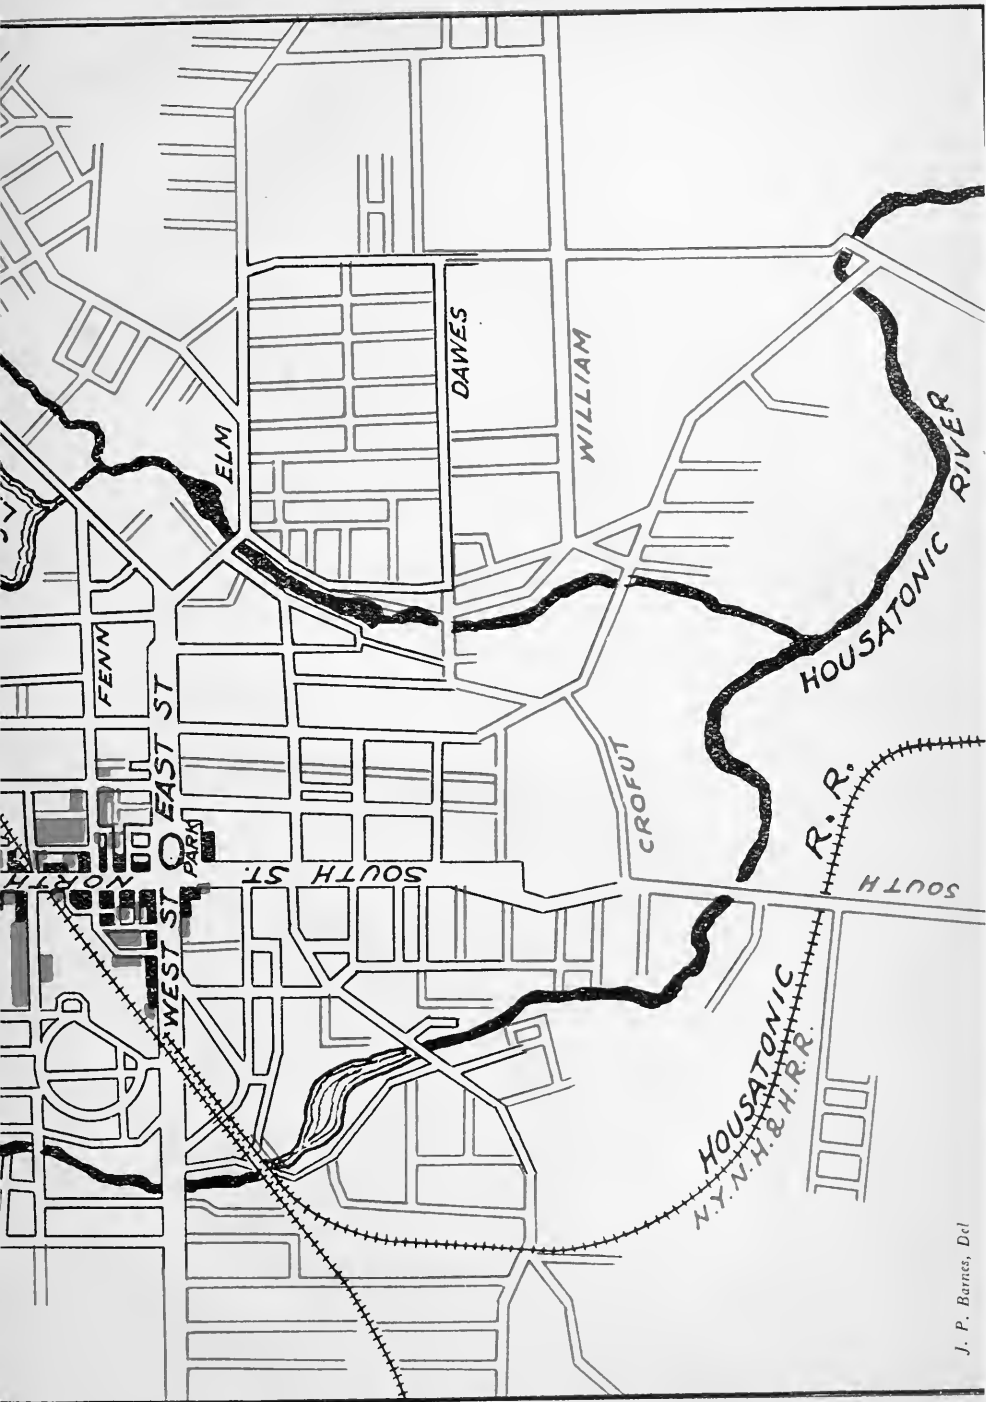 ELM
DAWES
WILLIAM
FENN
EAST ST
PARK
NORTH
WEST ST
SOUTH ST.
CROFUT
SOUTH
HOUSATONIC RIVER
HOUSATONIC R. R.
N.Y. N.H. & H. R.R.
J. P. Barnes, Del